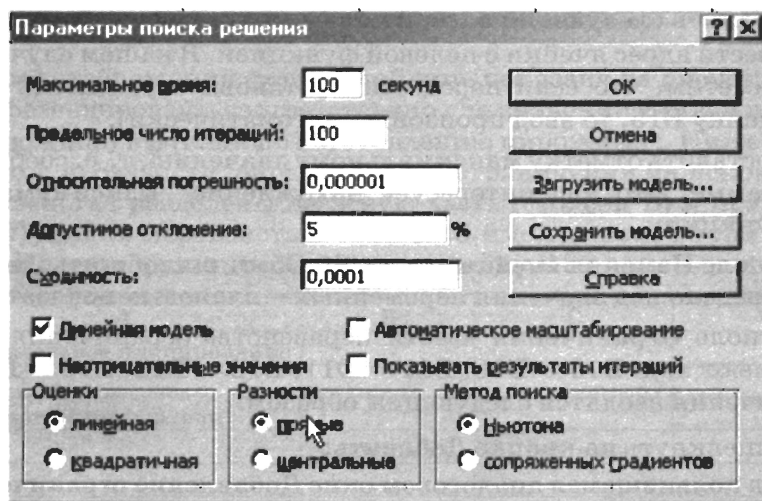 Параметры поиска решения
Максимальное время: 100 секунд
OK
Предельное число итераций: 100
Отмена
Относительная погрешность: 0,000001
Загрузить модель...
Допустимое отклонение: 5 %
Сохранить модель...
Сходимость: 0,0001
Справка
Линейная модель
Автоматическое масштабирование
Неотрицательные значения
Показывать результаты итераций
Оценки
Разности
Метод поиска
линейная
прямые
Ньютона
квадратичная
центральные
сопряженных градиентов